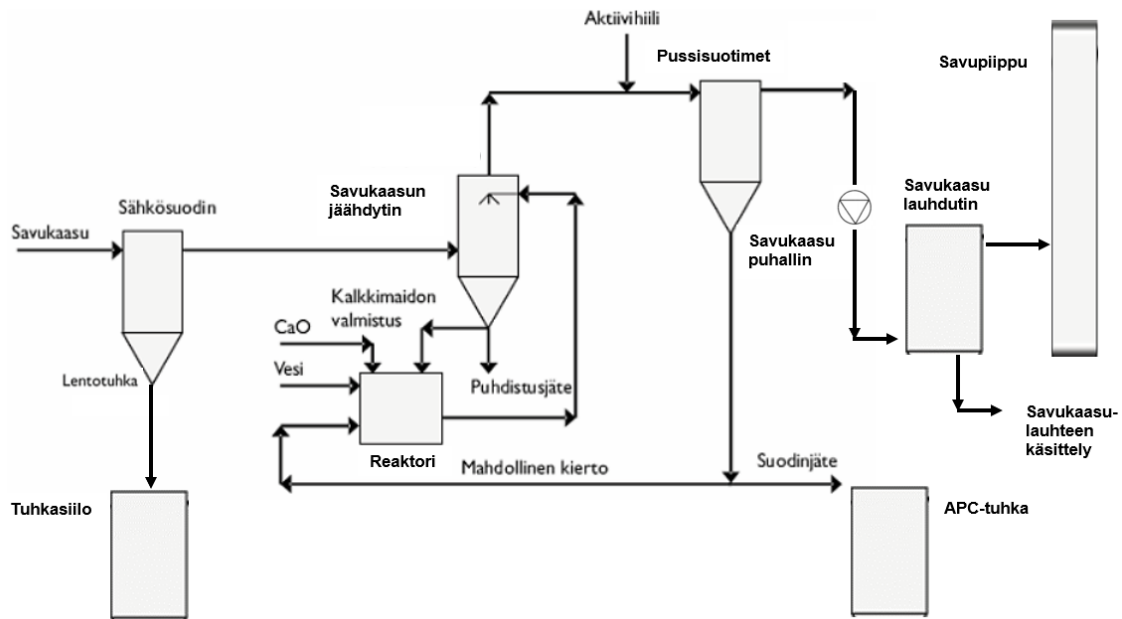 Aktiivihiili
Pussisuotimet
Savupiippu
Savukaasun
jäähdytin
Savukaasu
lauhdutin
Sähkösuodin
Savukaasu
Savukaasu
puhallin
Kalkkimaidon
valmistus
CaO
Vesi
Lentotuhka
Puhdistusjäte
Savukaasu-
lauhteen
käsittely
Reaktori
Mahdollinen kierto
Suodinjäte
Tuhkasiilo
APC-tuhka